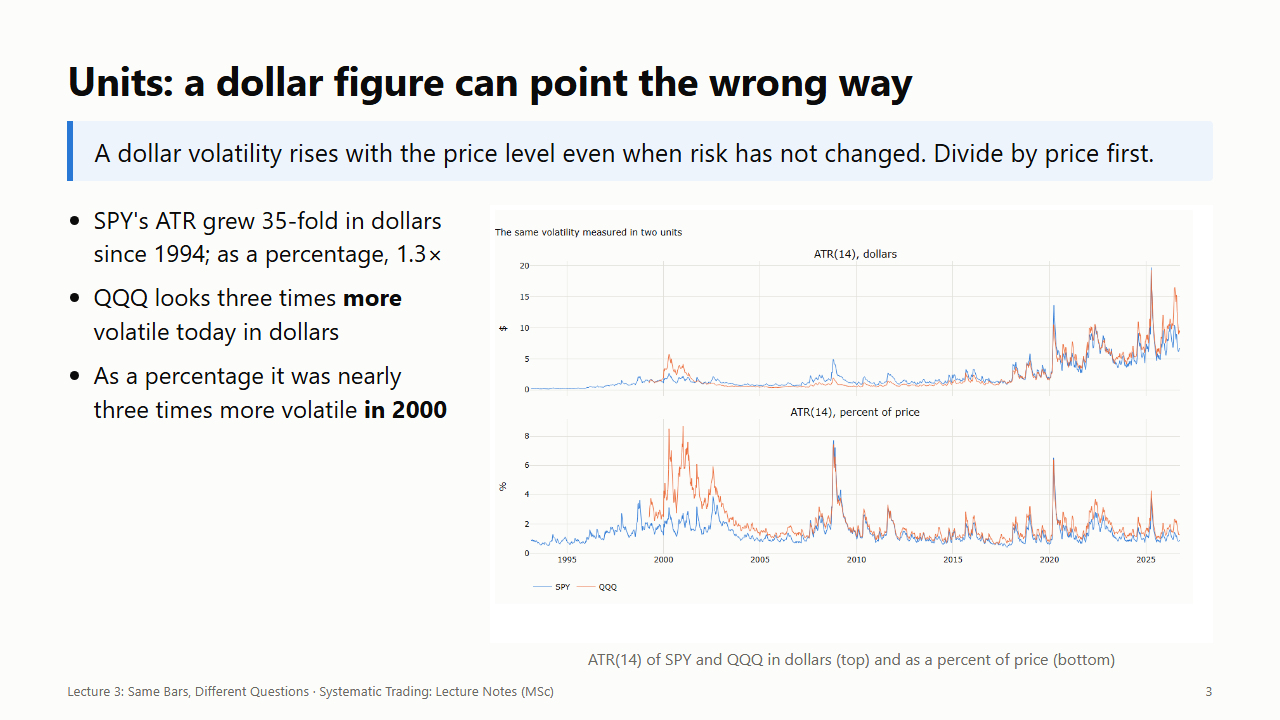 Units: a dollar figure can point the wrong way
A dollar volatility rises with the price level even when risk has not changed. Divide by price first.
• SPY's ATR grew 35-fold in dollars
since 1994; as a percentage, 1.3×
• QQQ looks three times more
volatile today in dollars
• As a percentage it was nearly
three times more volatile in 2000
The same volatility measured in two units
ATR(14), dollars
20
15
10
5
0
$
ATR(14), percent of price
8
6
4
2
0
%
1995 2000 2005 2010 2015 2020 2025
SPY QQQ
ATR(14) of SPY and QQQ in dollars (top) and as a percent of price (bottom)
Lecture 3: Same Bars, Different Questions · Systematic Trading: Lecture Notes (MSc)
3